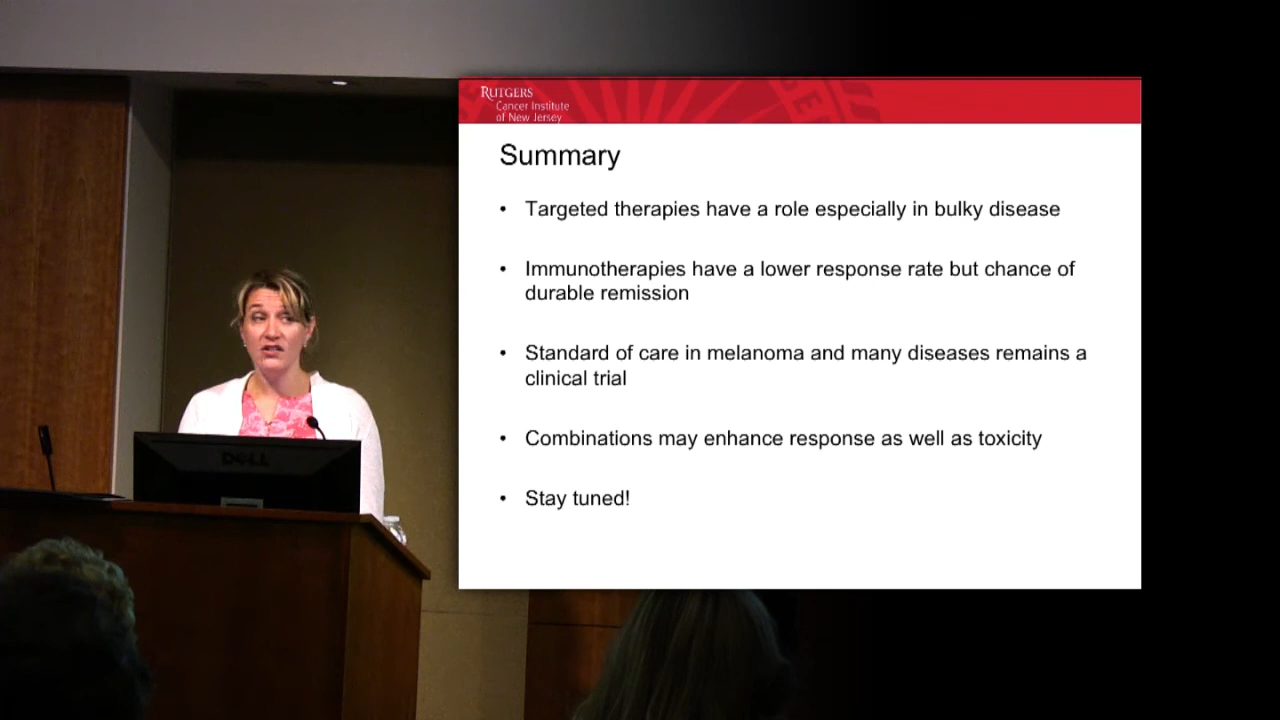 RUTGERS
Cancer Institute
of New Jersey
Summary
• Targeted therapies have a role especially in bulky disease
• Immunotherapies have a lower response rate but chance of
durable remission
• Standard of care in melanoma and many diseases remains a
clinical trial
• Combinations may enhance response as well as toxicity
• Stay tuned!
DELL